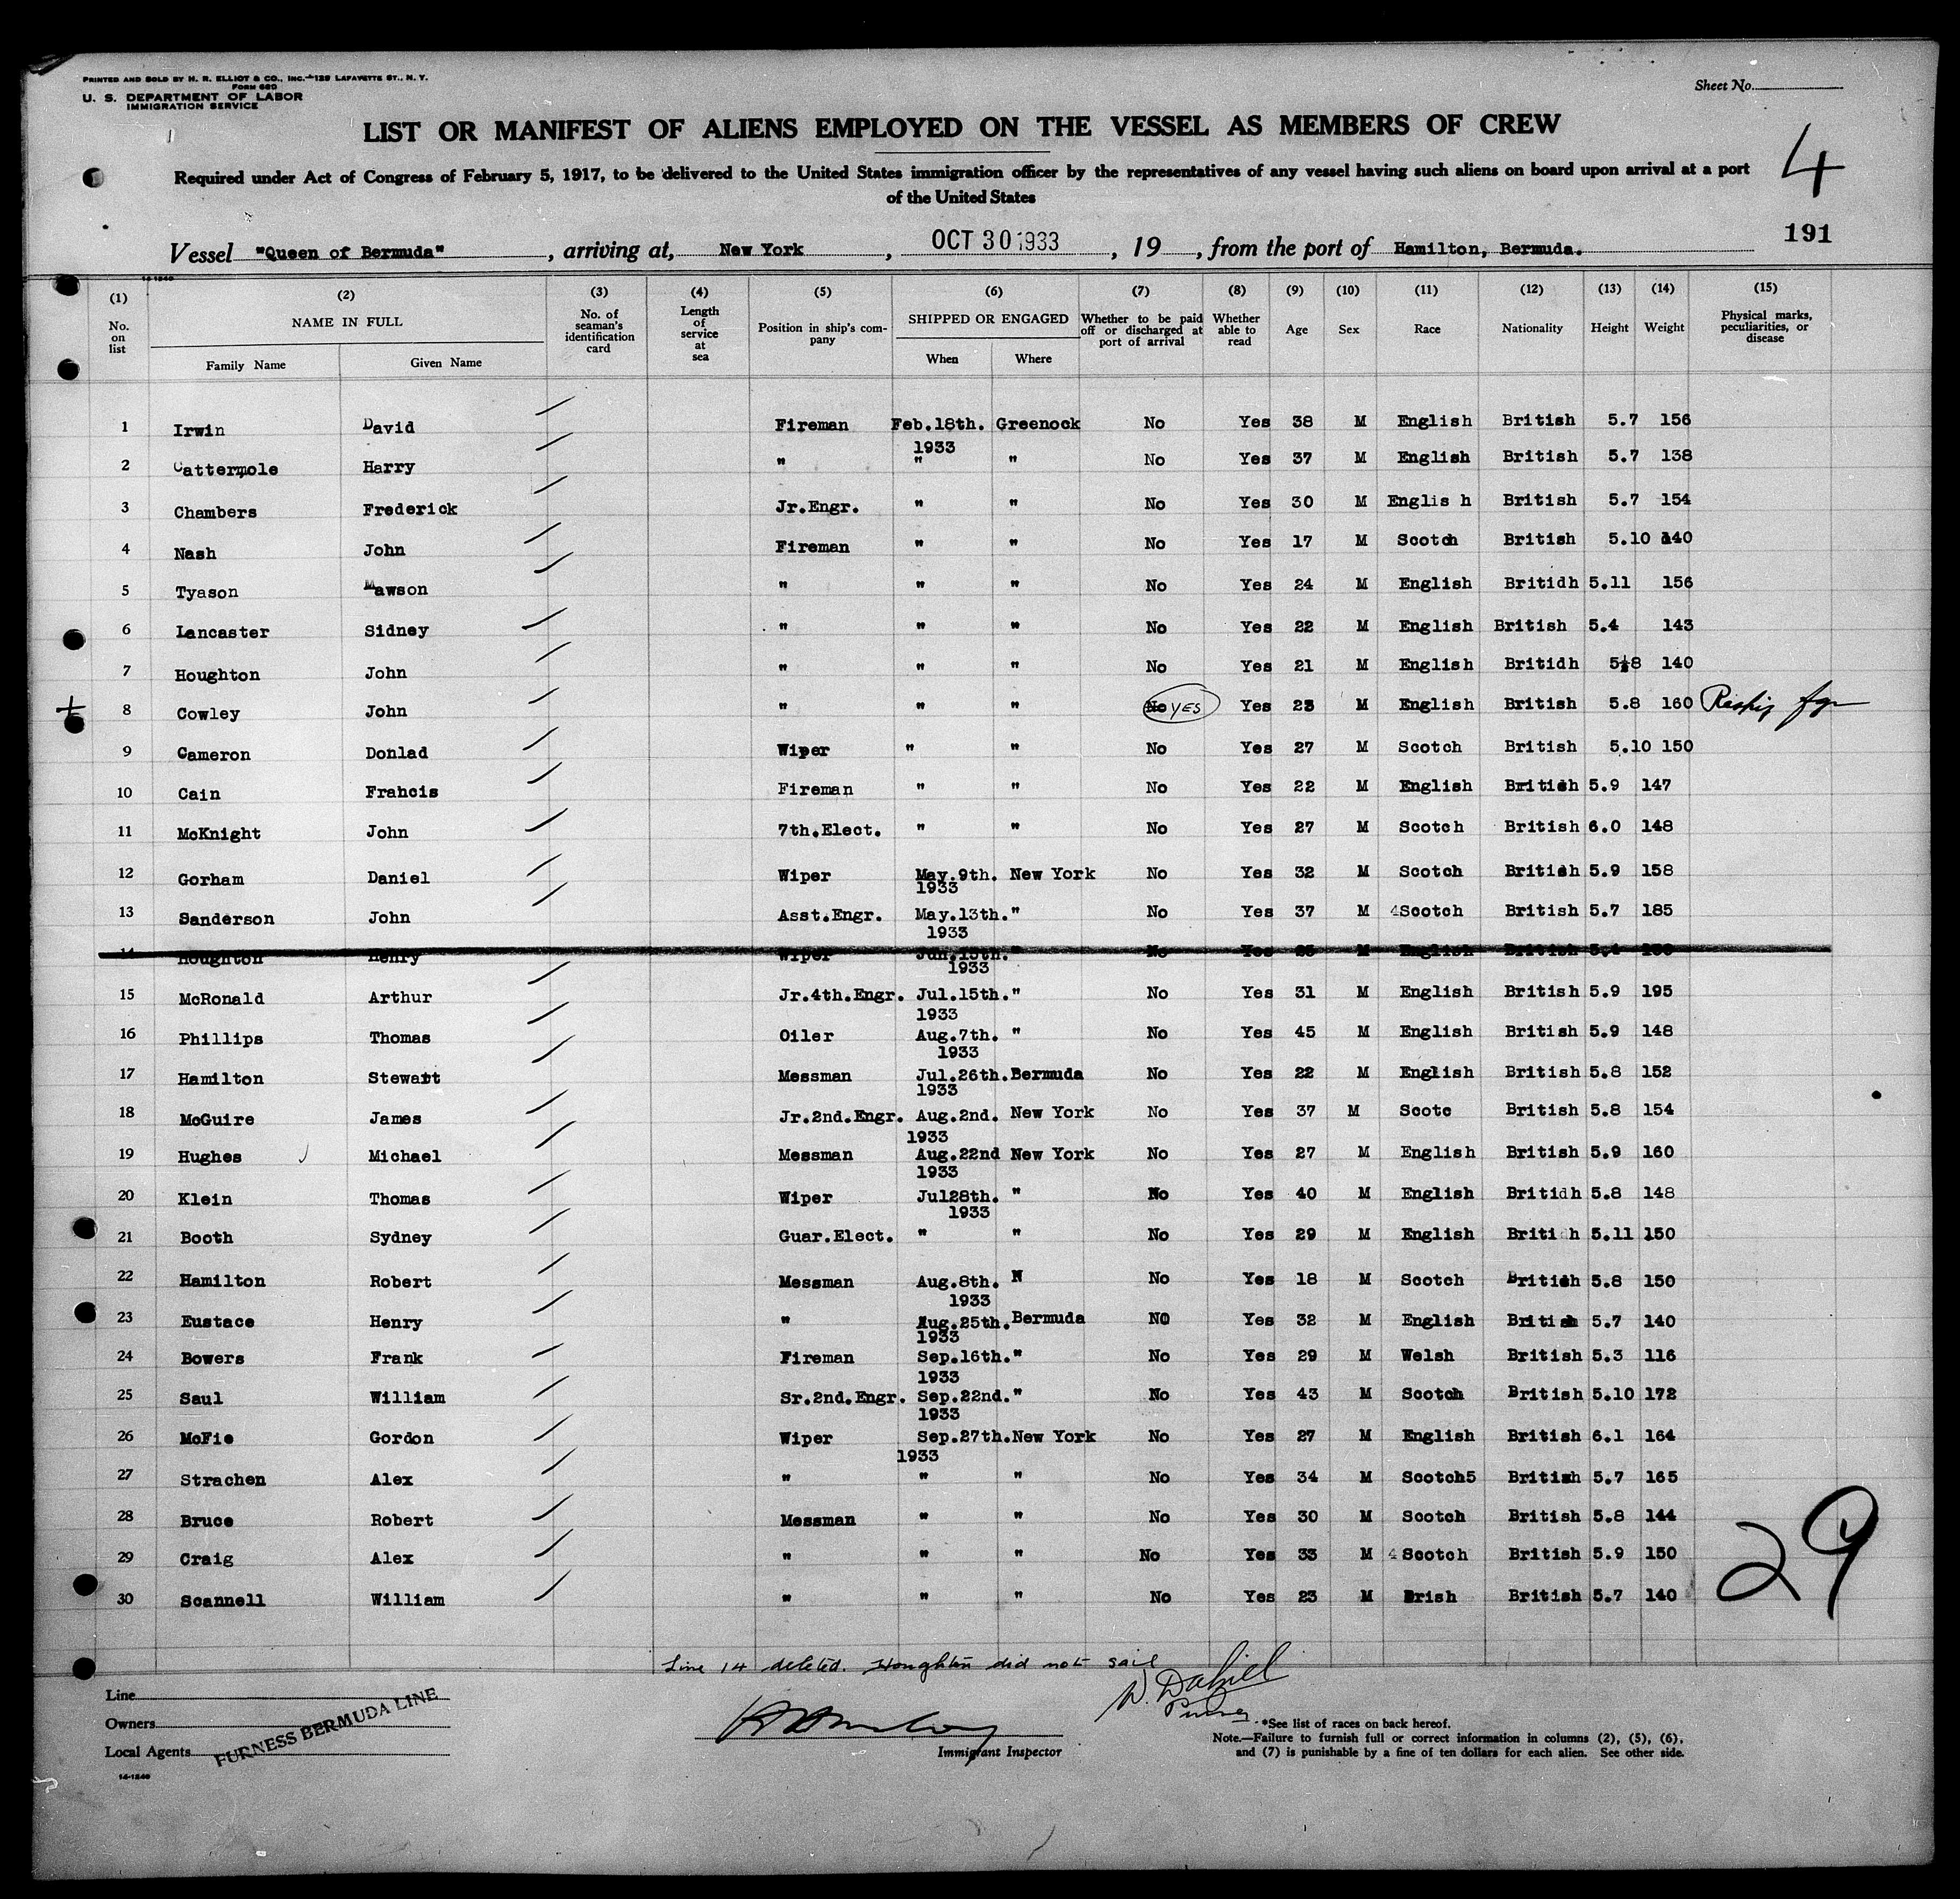 PRINTED AND SOLD BY H. R. ELLIOT & CO., INC.—129 LAFAYETTE ST., N. Y.
FORM 689
U. S. DEPARTMENT OF LABOR
IMMIGRATION SERVICE
Sheet No.
LIST OR MANIFEST OF ALIENS EMPLOYED ON THE VESSEL AS MEMBERS OF CREW
4
Required under Act of Congress of February 5, 1917, to be delivered to the United States immigration officer by the representatives of any vessel having such aliens on board upon arrival at a port
of the United States
191
Vessel "Queen of Bermuda", arriving at, New York, OCT 30 1933, 19 , from the port of Hamilton, Bermuda.
14-1240
(1) (2) (3) (4) (5) (6) (7) (8) (9) (10) (11) (12) (13) (14) (15)
No. on list NAME IN FULL Family Name Given Name No. of seaman's identification card Length of service at sea Position in ship's company SHIPPED OR ENGAGED When Where Whether to be paid off or discharged at port of arrival Whether able to read Age Sex Race Nationality Height Weight Physical marks, peculiarities, or disease
1 Irwin David Fireman Feb.18th. Greenock No Yes 38 M English British 5.7 156
1933
2 Cattermole Harry " " " No Yes 37 M English British 5.7 138
3 Chambers Frederick Jr.Engr. " " No Yes 30 M Englis h British 5.7 154
4 Nash John Fireman " " No Yes 17 M Scotch British 5.10 140
5 Tyason Mawson " " " No Yes 24 M English Britidh 5.11 156
6 Lancaster Sidney " " " No Yes 22 M English British 5.4 143
7 Houghton John " " " No Yes 21 M English Britidh 5.8 140
+ 8 Cowley John " " " No YES Yes 23 M English British 5.8 160 Reship fgn
9 Cameron Donlad Wiper " " No Yes 27 M Scotch British 5.10 150
10 Cain Francis Fireman " " No Yes 22 M English British 5.9 147
11 McKnight John 7th.Elect. " " No Yes 27 M Scotch British 6.0 148
12 Gorham Daniel Wiper May.9th. New York No Yes 32 M Scotch British 5.9 158
1933
13 Sanderson John Asst.Engr. May.13th. " No Yes 37 M 4Scotch British 5.7 185
1933
14 Houghton Henry Wiper Jun.15th. " No Yes M English British
1933
15 McRonald Arthur Jr.4th.Engr. Jul.15th. " No Yes 31 M English British 5.9 195
1933
16 Phillips Thomas Oiler Aug.7th. " No Yes 45 M English British 5.9 148
1933
17 Hamilton Stewart Messman Jul.26th. Bermuda No Yes 22 M English British 5.8 152
1933
18 McGuire James Jr.2nd.Engr. Aug.2nd. New York No Yes 37 M Scotc British 5.8 154
1933
19 Hughes Michael Messman Aug.22nd New York No Yes 27 M English British 5.9 160
1933
20 Klein Thomas Wiper Jul28th. " No Yes 40 M English Britidh 5.8 148
1933
21 Booth Sydney Guar.Elect. " " No Yes 29 M English Briti h 5.11 150
22 Hamilton Robert Messman Aug.8th. " No Yes 18 M Scotch British 5.8 150
1933
23 Eustace Henry " Aug.25th. Bermuda No Yes 32 M English British 5.7 140
1933
24 Bowers Frank Fireman Sep.16th. " No Yes 29 M Welsh British 5.3 116
1933
25 Saul William Sr.2nd.Engr. Sep.22nd. " No Yes 43 M Scotch British 5.10 172
1933
26 McFie Gordon Wiper Sep.27th. New York No Yes 27 M English British 6.1 164
1933
27 Strachen Alex " " " No Yes 34 M Scotch5 British 5.7 165
28 Bruce Robert Messman " " No Yes 30 M Scotch British 5.8 144
29 Craig Alex " " " No Yes 33 M 4Scotch British 5.9 150
30 Scannell William " " " No Yes 23 M Irish British 5.7 140
29
Line 14 deleted. Houghton did not sail
W. Dalziel
Purser
Line
Owners
Local Agents
FURNESS BERMUDA LINE
Immigrant Inspector
*See list of races on back hereof.
Note.—Failure to furnish full or correct information in columns (2), (5), (6),
and (7) is punishable by a fine of ten dollars for each alien. See other side.
14-1240